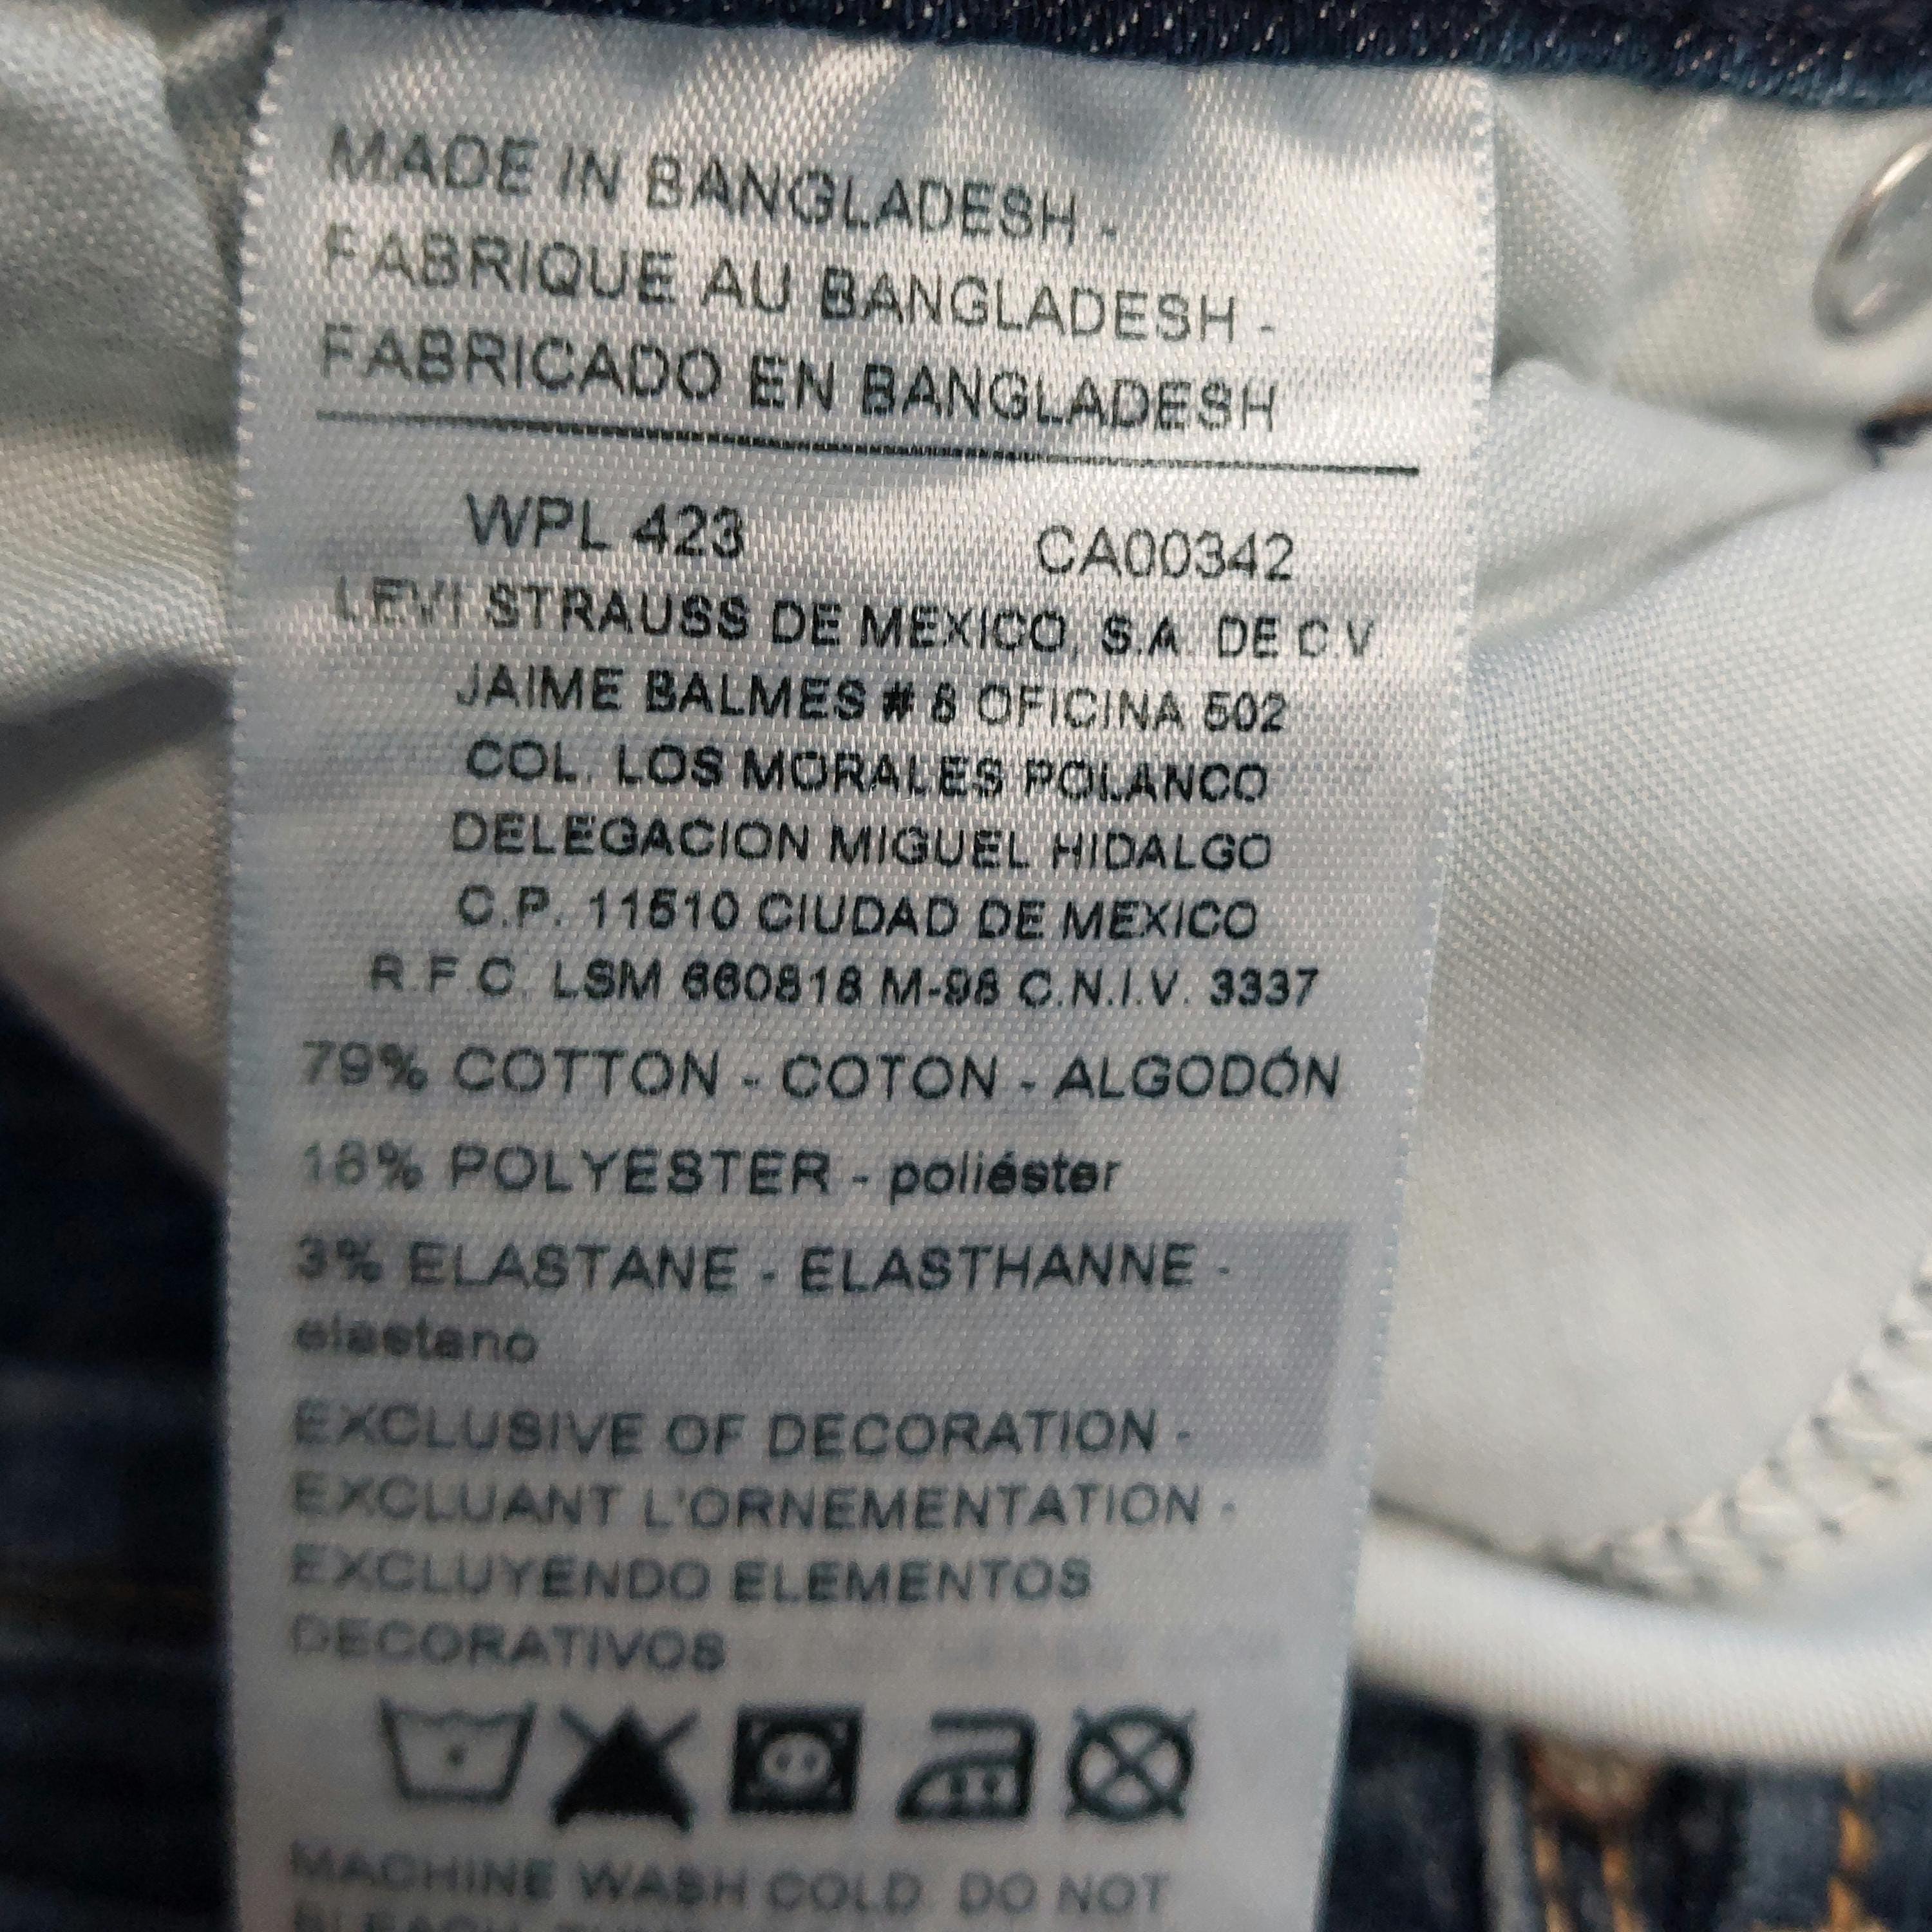 MADE IN BANGLADESH -
FABRIQUE AU BANGLADESH -
FABRICADO EN BANGLADESH
WPL 423 CA00342
LEVI STRAUSS DE MEXICO, S.A. DE C.V.
JAIME BALMES # 8 OFICINA 502
COL. LOS MORALES POLANCO
DELEGACION MIGUEL HIDALGO
C.P. 11510 CIUDAD DE MEXICO
R.F.C. LSM 660818 M-98 C.N.I.V. 3337
79% COTTON - COTON - ALGODÓN
18% POLYESTER - poliéster
3% ELASTANE - ELASTHANNE -
elastano
EXCLUSIVE OF DECORATION -
EXCLUANT L'ORNEMENTATION -
EXCLUYENDO ELEMENTOS
DECORATIVOS
MACHINE WASH COLD. DO NOT